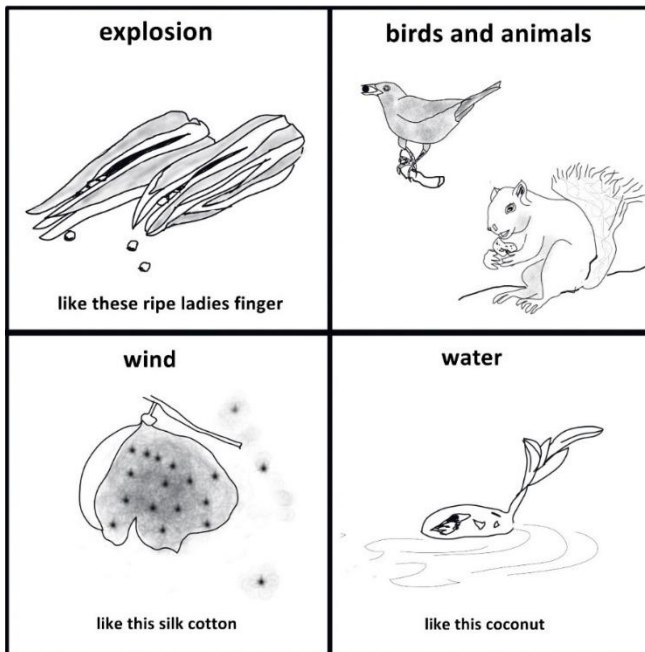 explosion
like these ripe ladies finger
birds and animals
wind
like this silk cotton
water
like this coconut